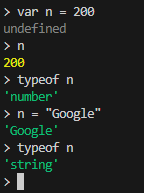 > var n = 200
undefined
> n
200
> typeof n
'number'
> n = "Google"
'Google'
> typeof n
'string'
>